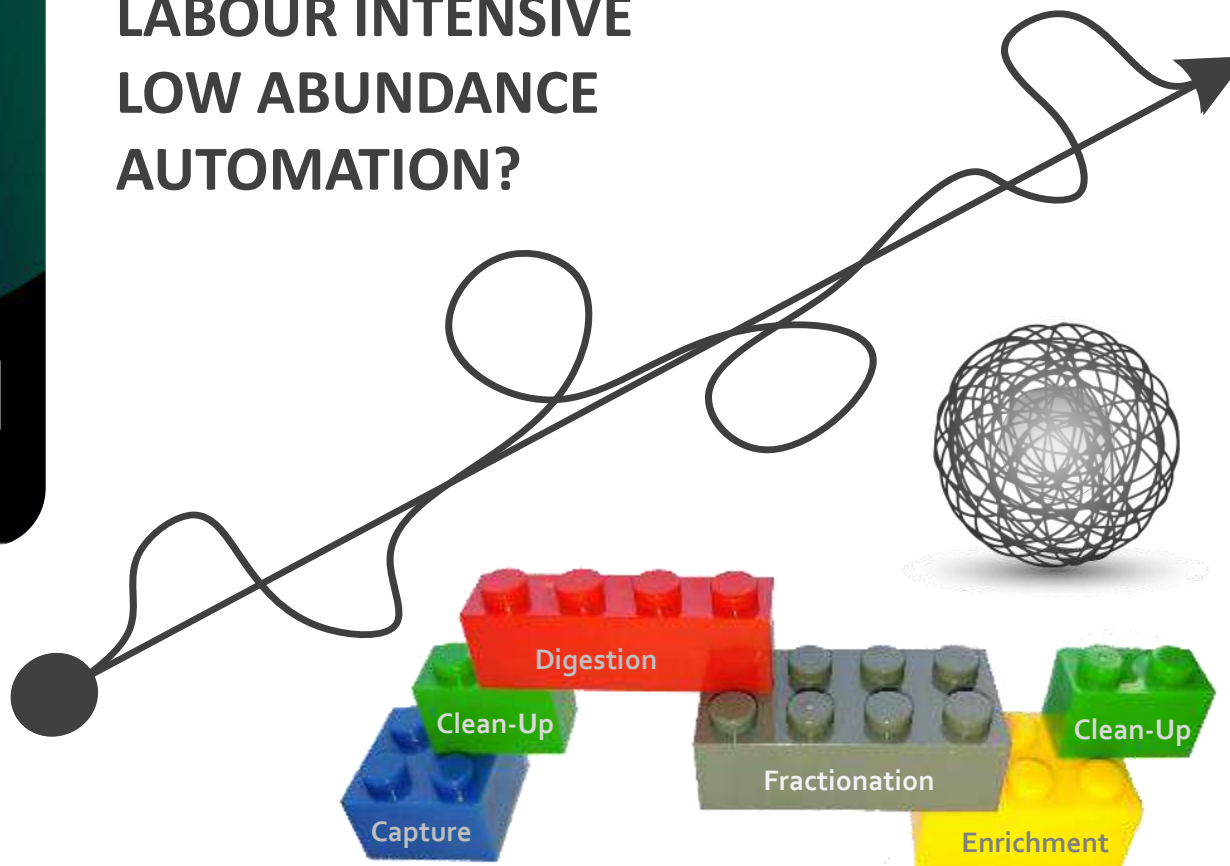 LABOUR INTENSIVE
LOW ABUNDANCE
AUTOMATION?
Digestion
Clean-Up
Clean-Up
Fractionation
Capture
Enrichment